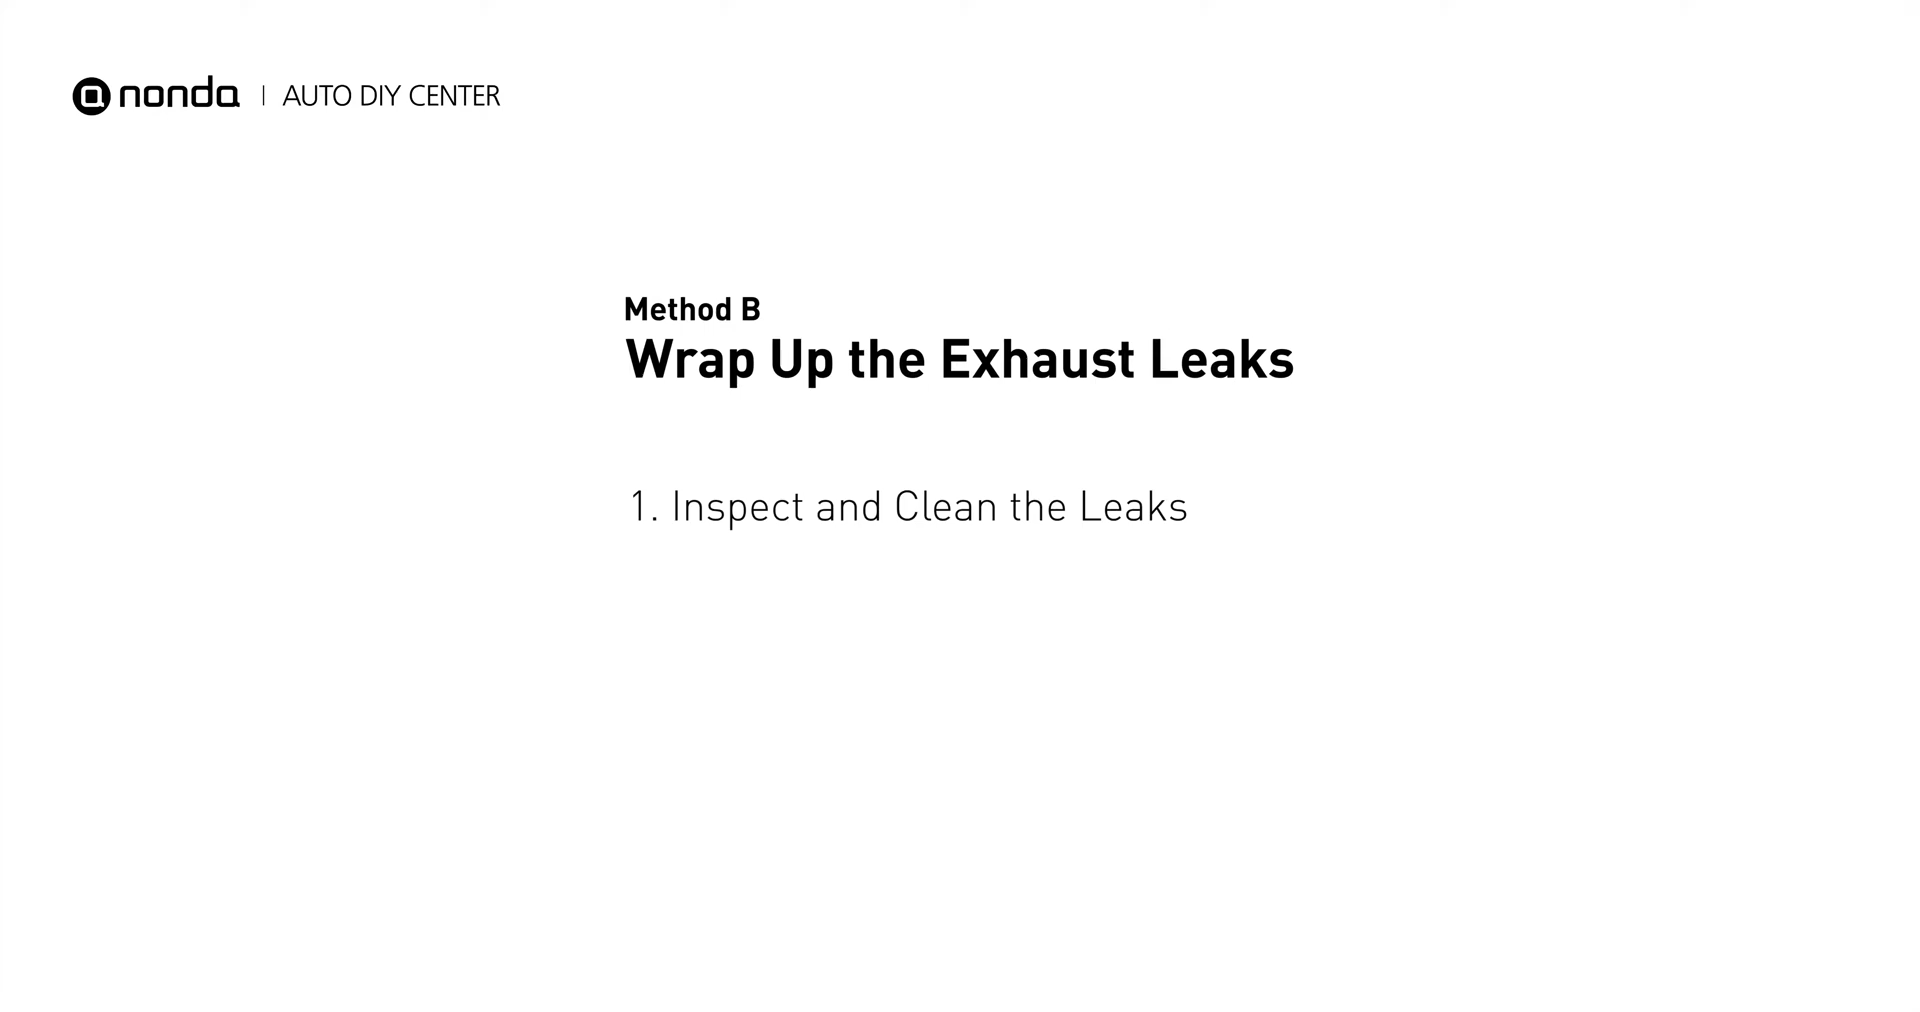 nonda | AUTO DIY CENTER
Method B
Wrap Up the Exhaust Leaks
1. Inspect and Clean the Leaks